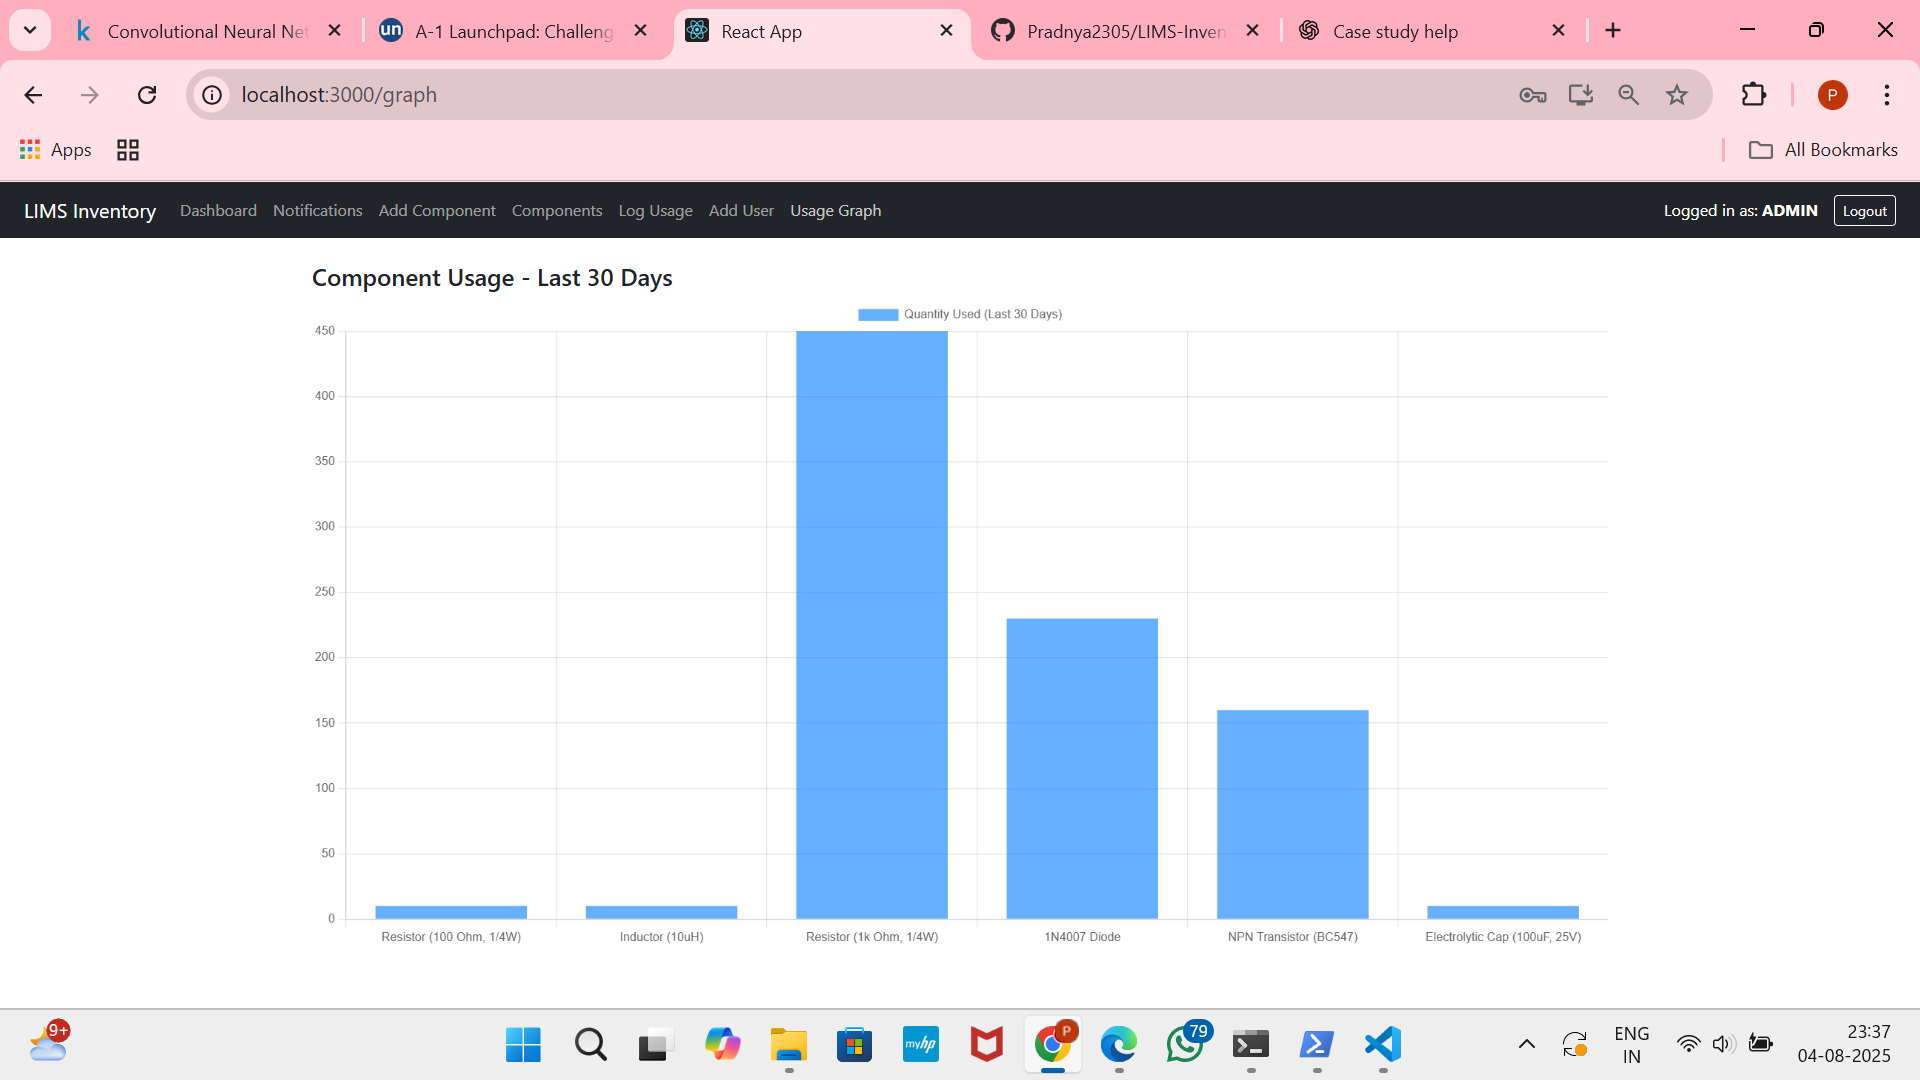 Convolutional Neural Net
A-1 Launchpad: Challeng
React App
Pradnya2305/LIMS-Inven
Case study help
localhost:3000/graph
P
Apps
All Bookmarks
LIMS Inventory Dashboard Notifications Add Component Components Log Usage Add User Usage Graph Logged in as: ADMIN Logout
Component Usage - Last 30 Days
Quantity Used (Last 30 Days)
450
400
350
300
250
200
150
100
50
0
Resistor (100 Ohm, 1/4W) Inductor (10uH) Resistor (1k Ohm, 1/4W) 1N4007 Diode NPN Transistor (BC547) Electrolytic Cap (100uF, 25V)
9+
myhp
P
79
ENG
IN
23:37
04-08-2025